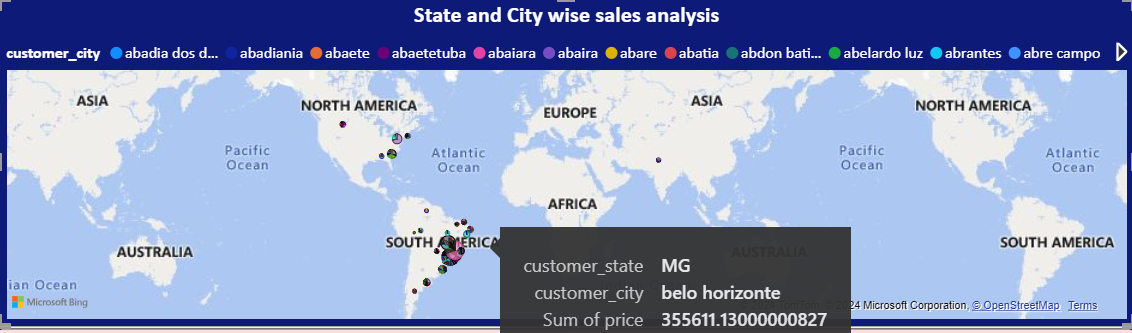 State and City wise sales analysis
customer_city abadia dos d... abadiania abaete abaetetuba abaiara abaira abare abatia abdon bati... abelardo luz abrantes abre campo
ASIA NORTH AMERICA EUROPE ASIA NORTH AMERICA
Pacific Ocean Atlantic Ocean Pacific Ocean Atlantic Ocean
AFRICA
AUSTRALIA SOUTH AMERICA AUSTRALIA SOUTH AMERICA
ian Ocean
Microsoft Bing
customer_state MG
customer_city belo horizonte
Sum of price 355611.13000000827
24 Microsoft Corporation, © OpenStreetMap Terms